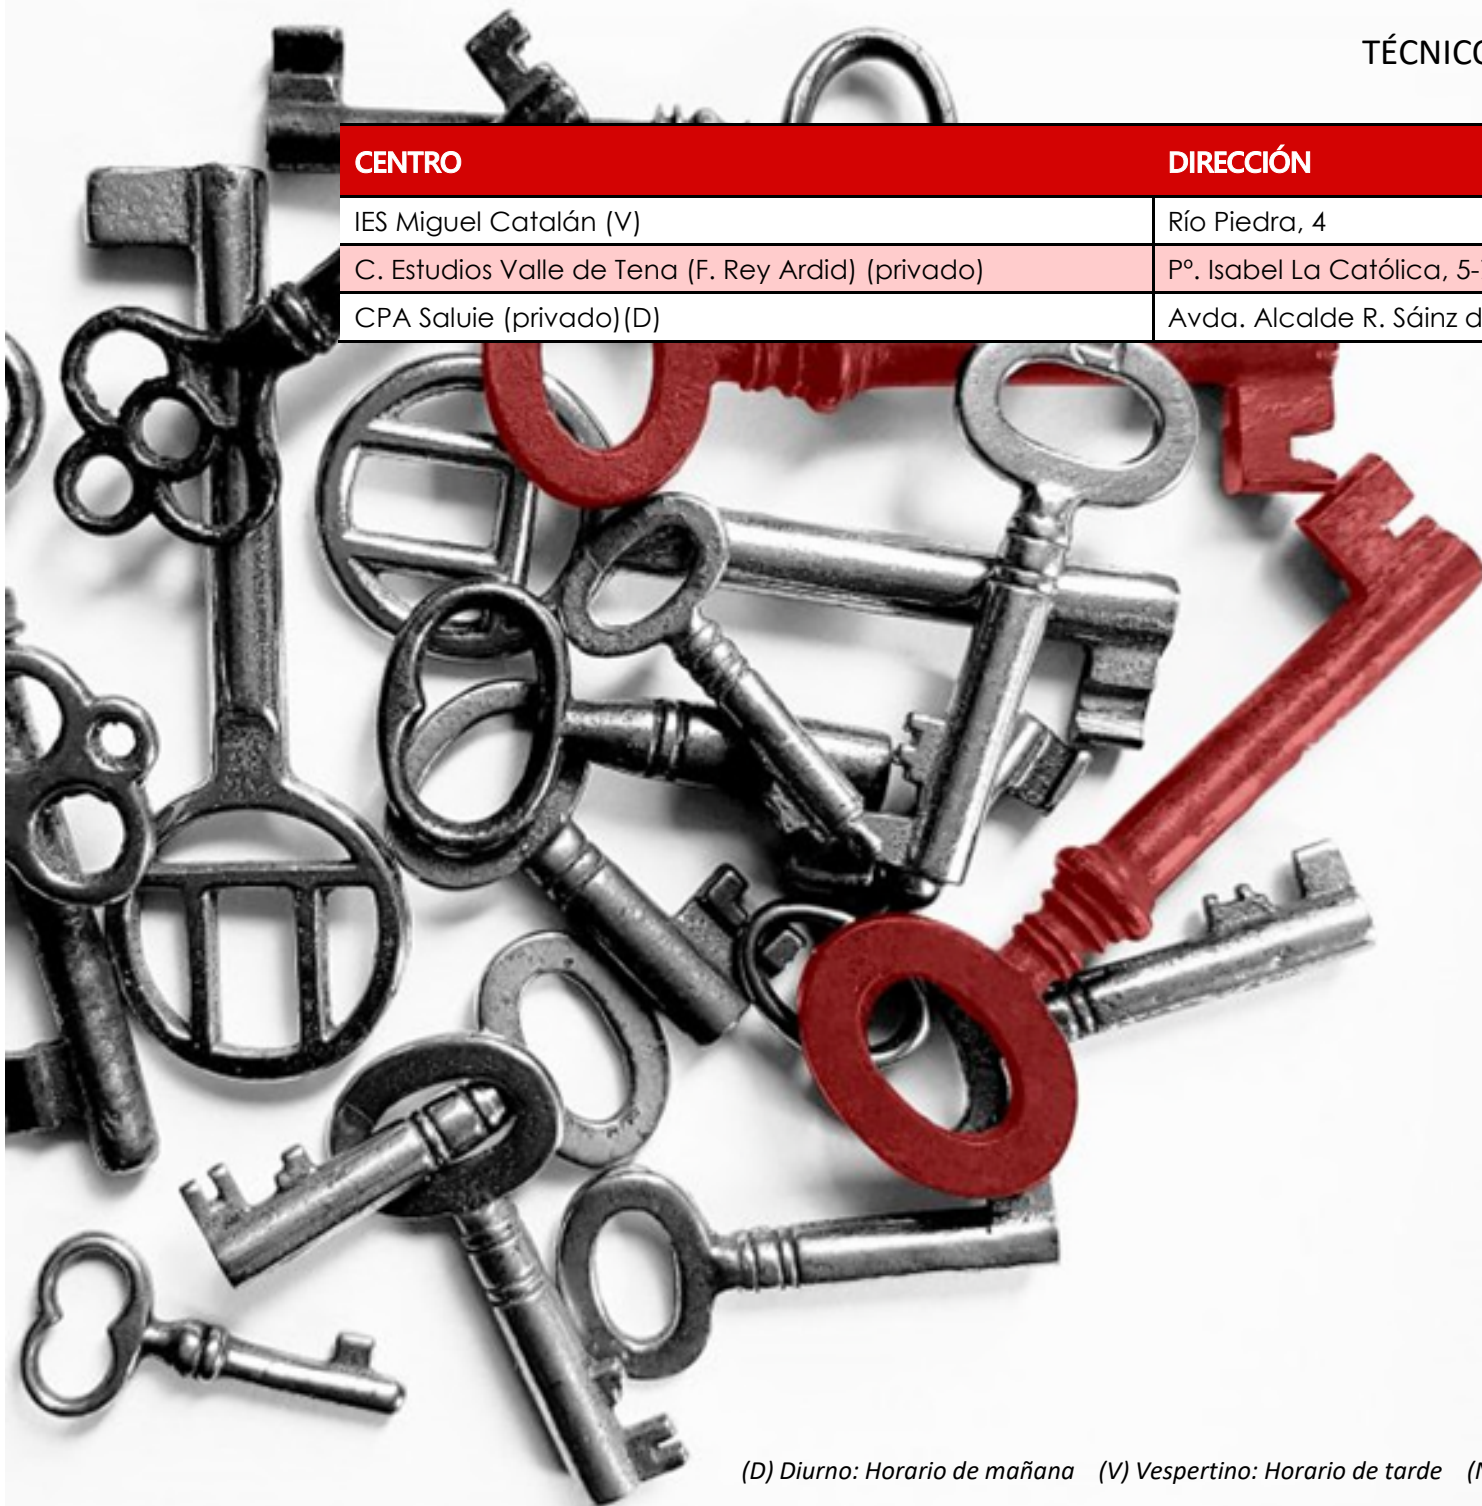 TÉCNICO
CENTRO DIRECCIÓN
IES Miguel Catalán (V) Río Piedra, 4
C. Estudios Valle de Tena (F. Rey Ardid) (privado) Pº. Isabel La Católica, 5-
CPA Saluie (privado)(D) Avda. Alcalde R. Sáinz d
(D) Diurno: Horario de mañana (V) Vespertino: Horario de tarde